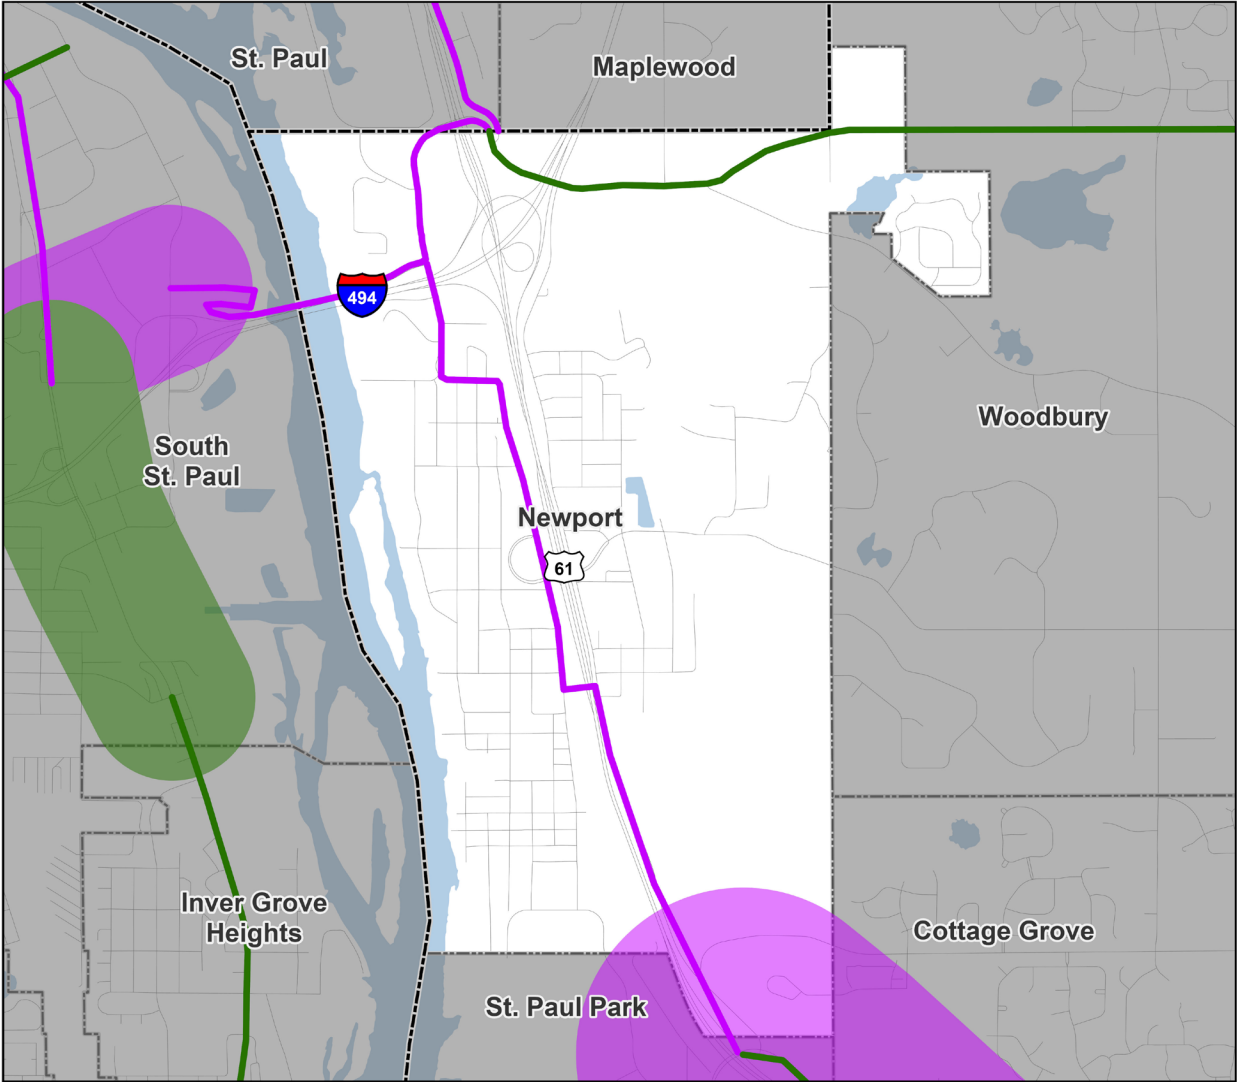 St. Paul
Maplewood
494
Woodbury
South
St. Paul
Newport
61
Inver Grove
Heights
Cottage Grove
St. Paul Park